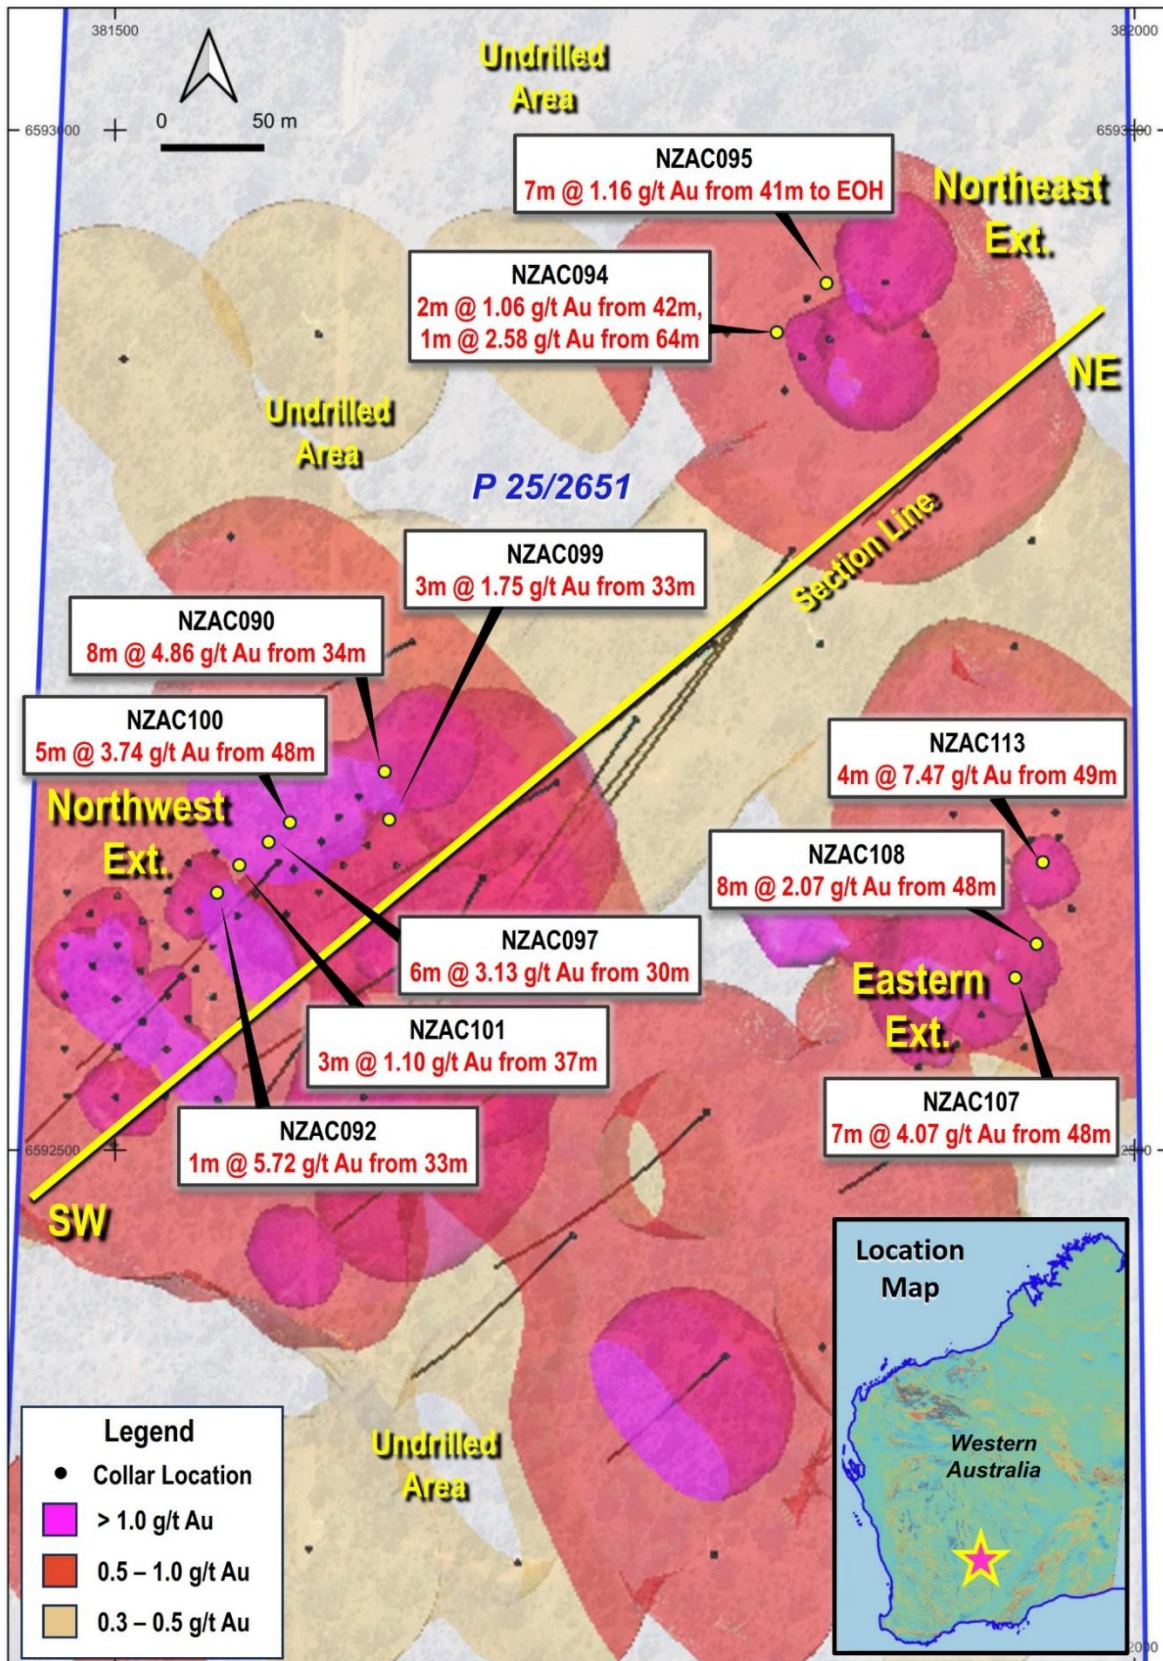 381500
382000
Undrilled
Area
0 50 m
6593000
NZAC095
7m @ 1.16 g/t Au from 41m to EOH
Northeast
Ext.
NZAC094
2m @ 1.06 g/t Au from 42m,
1m @ 2.58 g/t Au from 64m
NE
Undrilled
Area
P 25/2651
Section Line
NZAC099
3m @ 1.75 g/t Au from 33m
NZAC090
8m @ 4.86 g/t Au from 34m
NZAC100
5m @ 3.74 g/t Au from 48m
NZAC113
4m @ 7.47 g/t Au from 49m
Northwest
Ext.
NZAC108
8m @ 2.07 g/t Au from 48m
NZAC097
6m @ 3.13 g/t Au from 30m
Eastern
Ext.
NZAC101
3m @ 1.10 g/t Au from 37m
NZAC107
7m @ 4.07 g/t Au from 48m
NZAC092
1m @ 5.72 g/t Au from 33m
6592500
SW
Location
Map
Western
Australia
Undrilled
Area
Legend
Collar Location
> 1.0 g/t Au
0.5 – 1.0 g/t Au
0.3 – 0.5 g/t Au